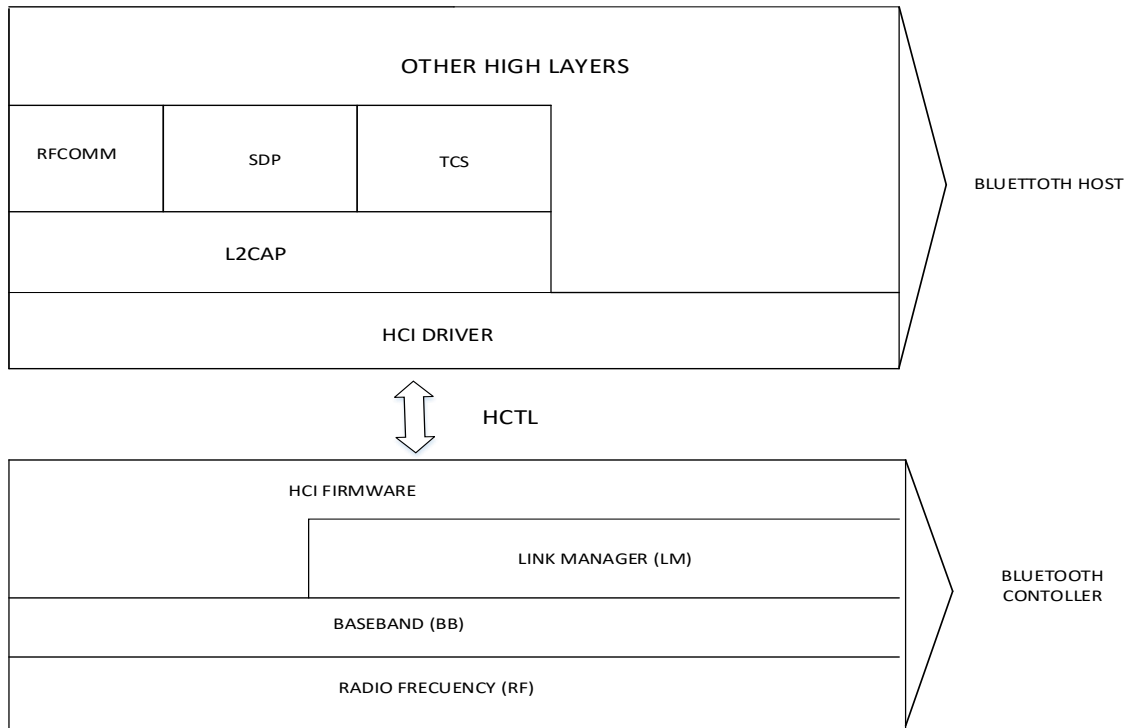 OTHER HIGH LAYERS
RFCOMM
SDP
TCS
BLUETTOTH HOST
L2CAP
HCI DRIVER
HCTL
HCI FIRMWARE
LINK MANAGER (LM)
BLUETOOTH
CONTOLLER
BASEBAND (BB)
RADIO FRECUENCY (RF)